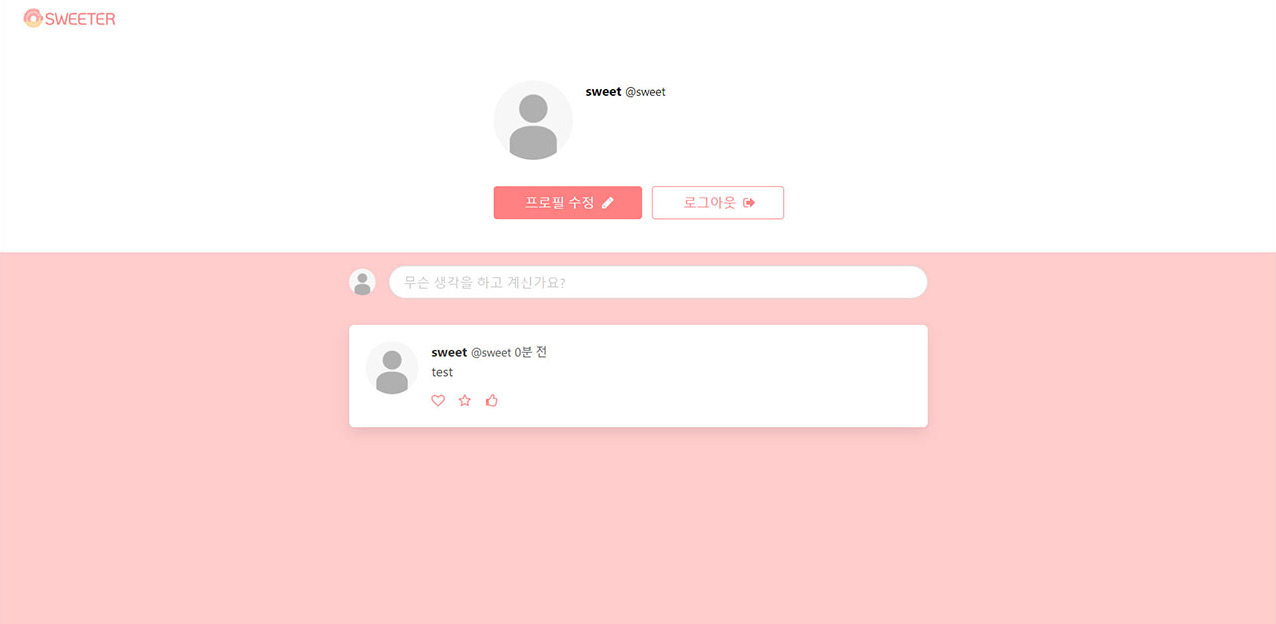 SWEETER
sweet @sweet
프로필 수정
로그아웃
무슨 생각을 하고 계신가요?
sweet @sweet 0분 전
test